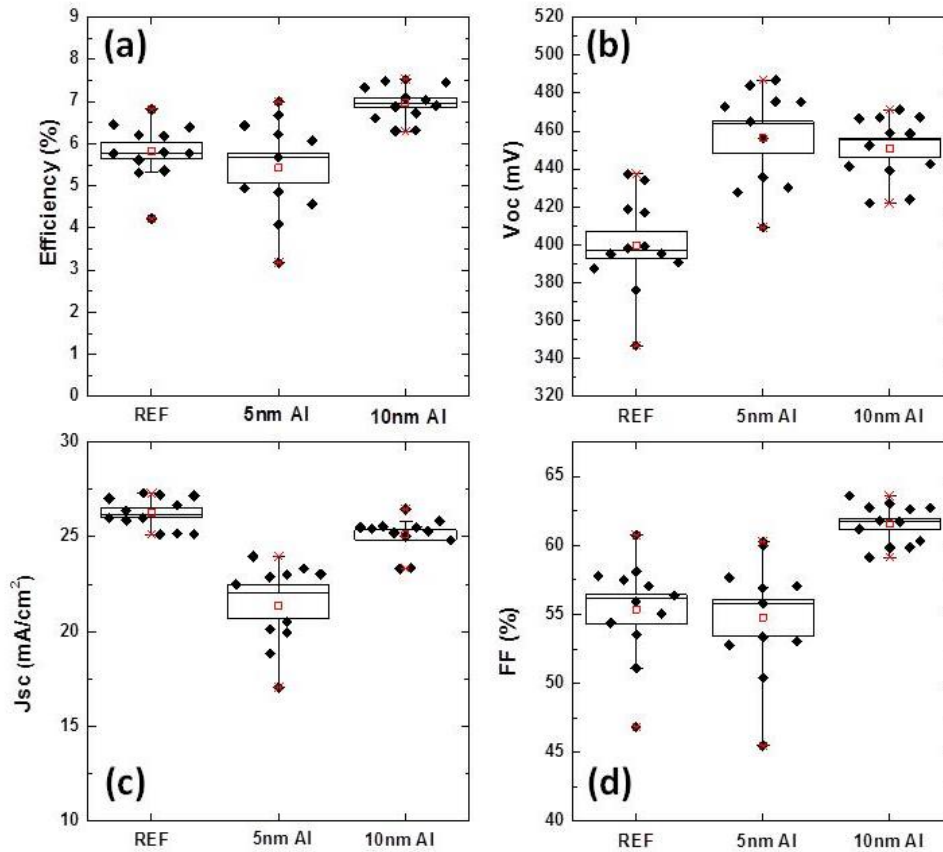 (a)
Efficiency (%)
9
8
7
6
5
4
3
2
1
0
REF
5nm Al
10nm Al
(b)
Voc (mV)
520
500
480
460
440
420
400
380
360
340
320
REF
5nm Al
10nm Al
(c)
Jsc (mA/cm²)
30
25
20
15
10
REF
5nm Al
10nm Al
(d)
FF (%)
65
60
55
50
45
40
REF
5nm Al
10nm Al